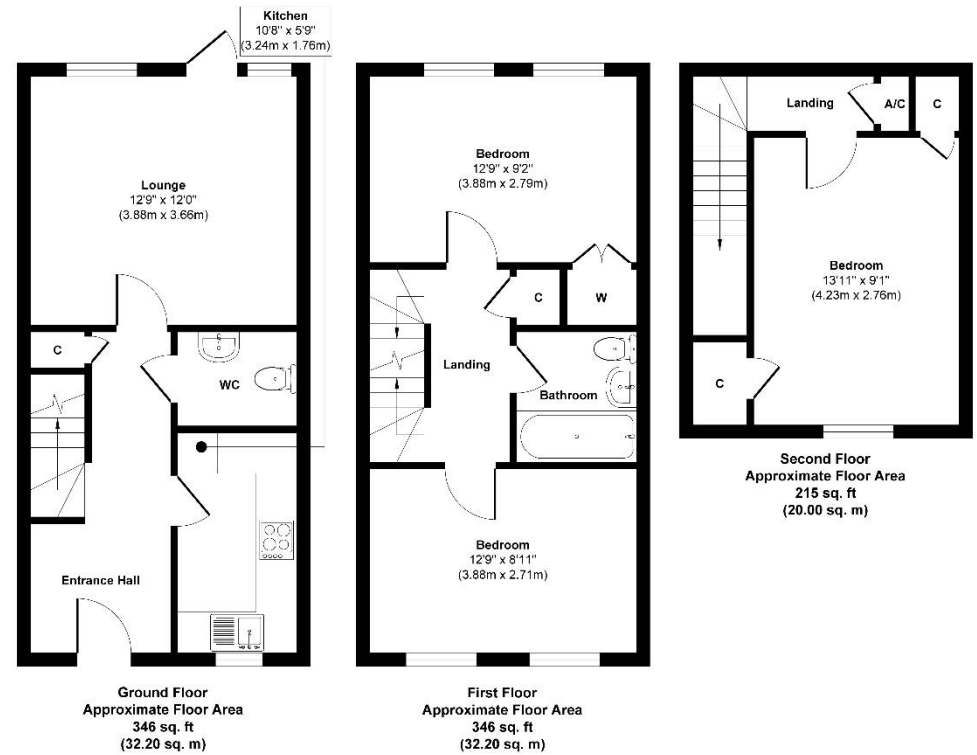 Kitchen
10'8" x 5'9"
(3.24m x 1.76m)
Lounge
12'9" x 12'0"
(3.88m x 3.66m)
C
WC
Entrance Hall
Ground Floor
Approximate Floor Area
346 sq. ft
(32.20 sq. m)
Bedroom
12'9" x 9'2"
(3.88m x 2.79m)
C
W
Landing
Bathroom
Bedroom
12'9" x 8'11"
(3.88m x 2.71m)
First Floor
Approximate Floor Area
346 sq. ft
(32.20 sq. m)
Landing
A/C
C
Bedroom
13'11" x 9'1"
(4.23m x 2.76m)
C
Second Floor
Approximate Floor Area
215 sq. ft
(20.00 sq. m)